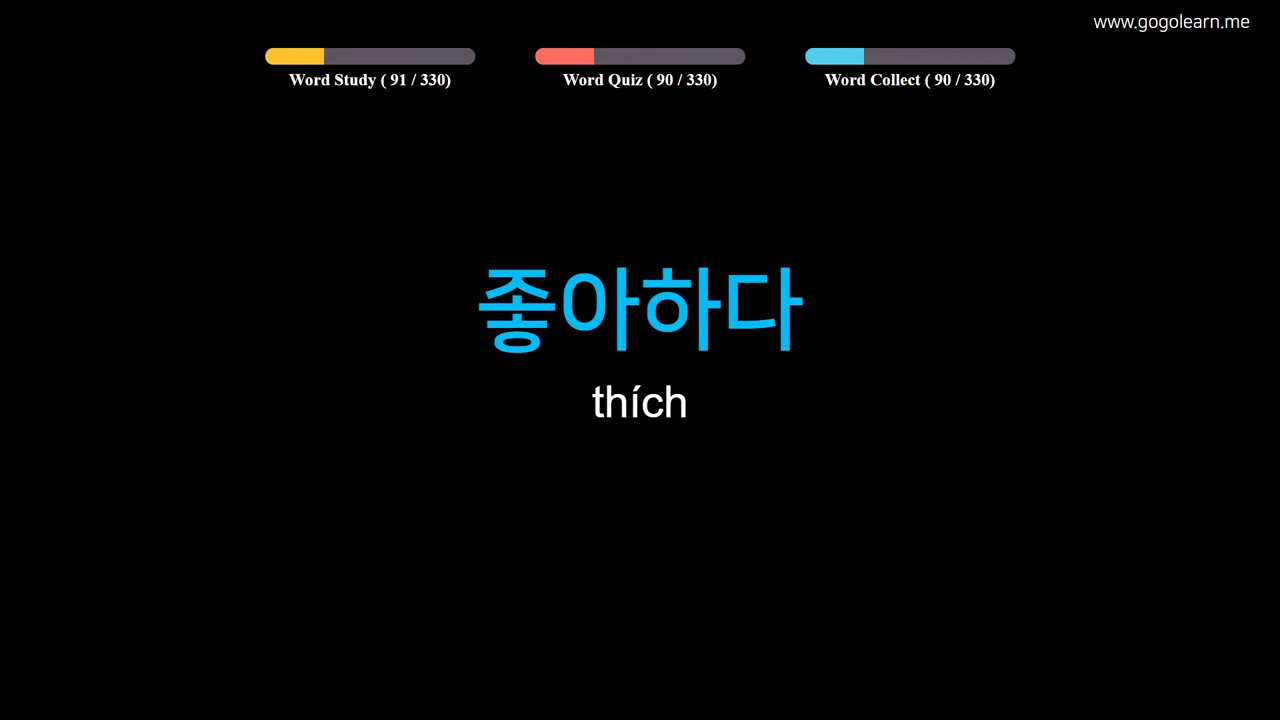 www.gogolearn.me
Word Study ( 91 / 330)
Word Quiz ( 90 / 330)
Word Collect ( 90 / 330)
좋아하다
thích